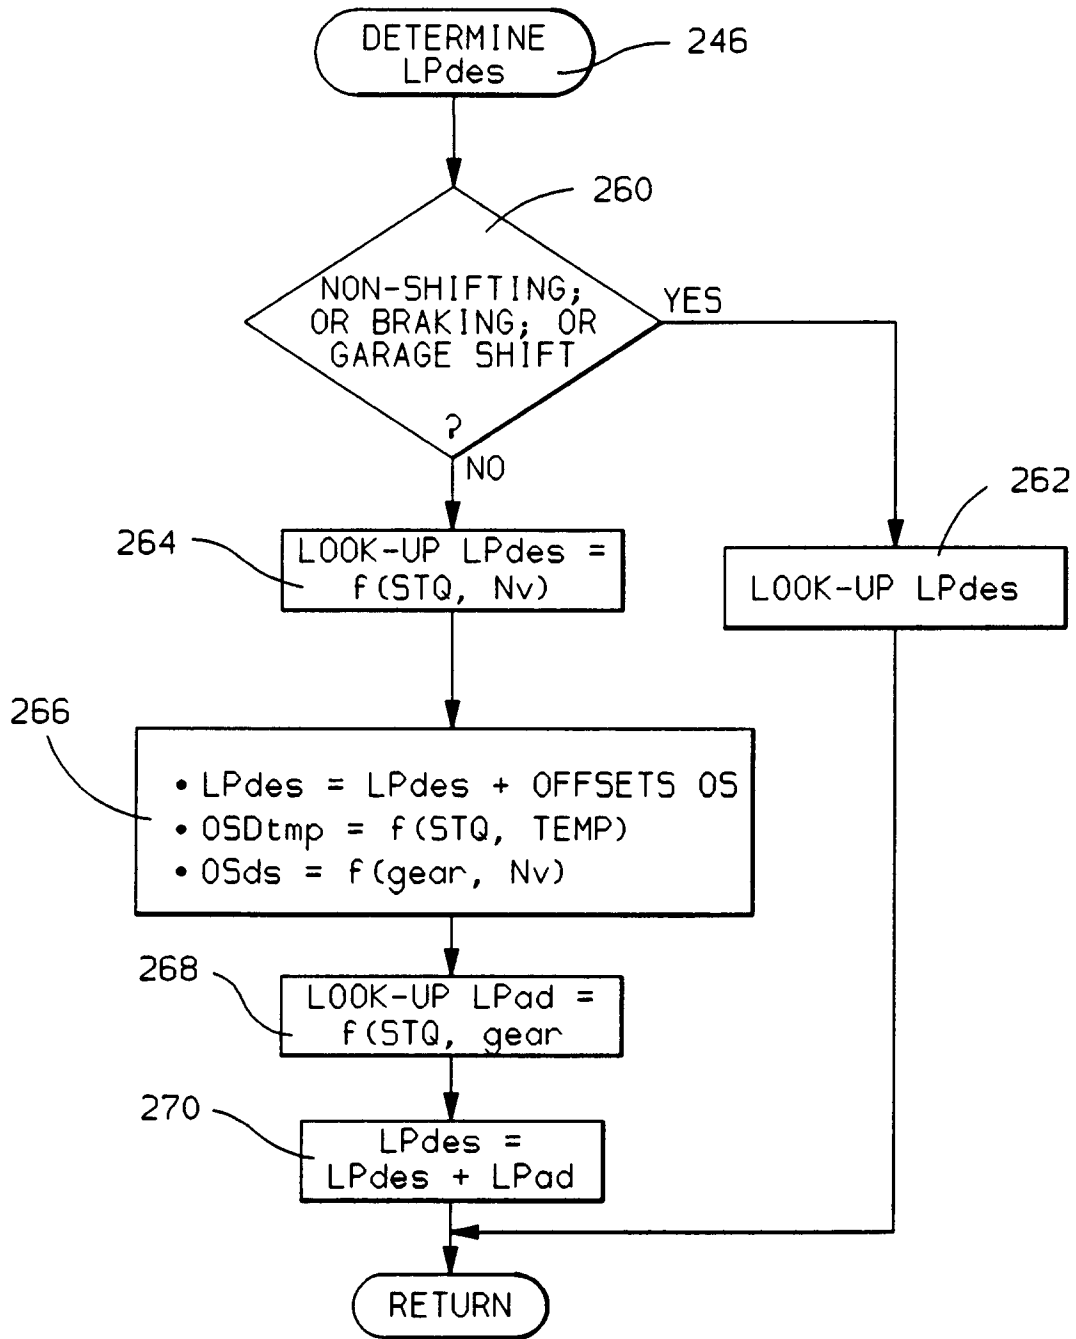 DETERMINE
LPdes
246
260
NON-SHIFTING;
OR BRAKING; OR
GARAGE SHIFT
?
YES
NO
262
264
LOOK-UP LPdes =
f(STQ, Nv)
LOOK-UP LPdes
266
• LPdes = LPdes + OFFSETS OS
• OSDtmp = f(STQ, TEMP)
• OSds = f(gear, Nv)
268
LOOK-UP LPad =
f(STQ, gear
270
LPdes =
LPdes + LPad
RETURN